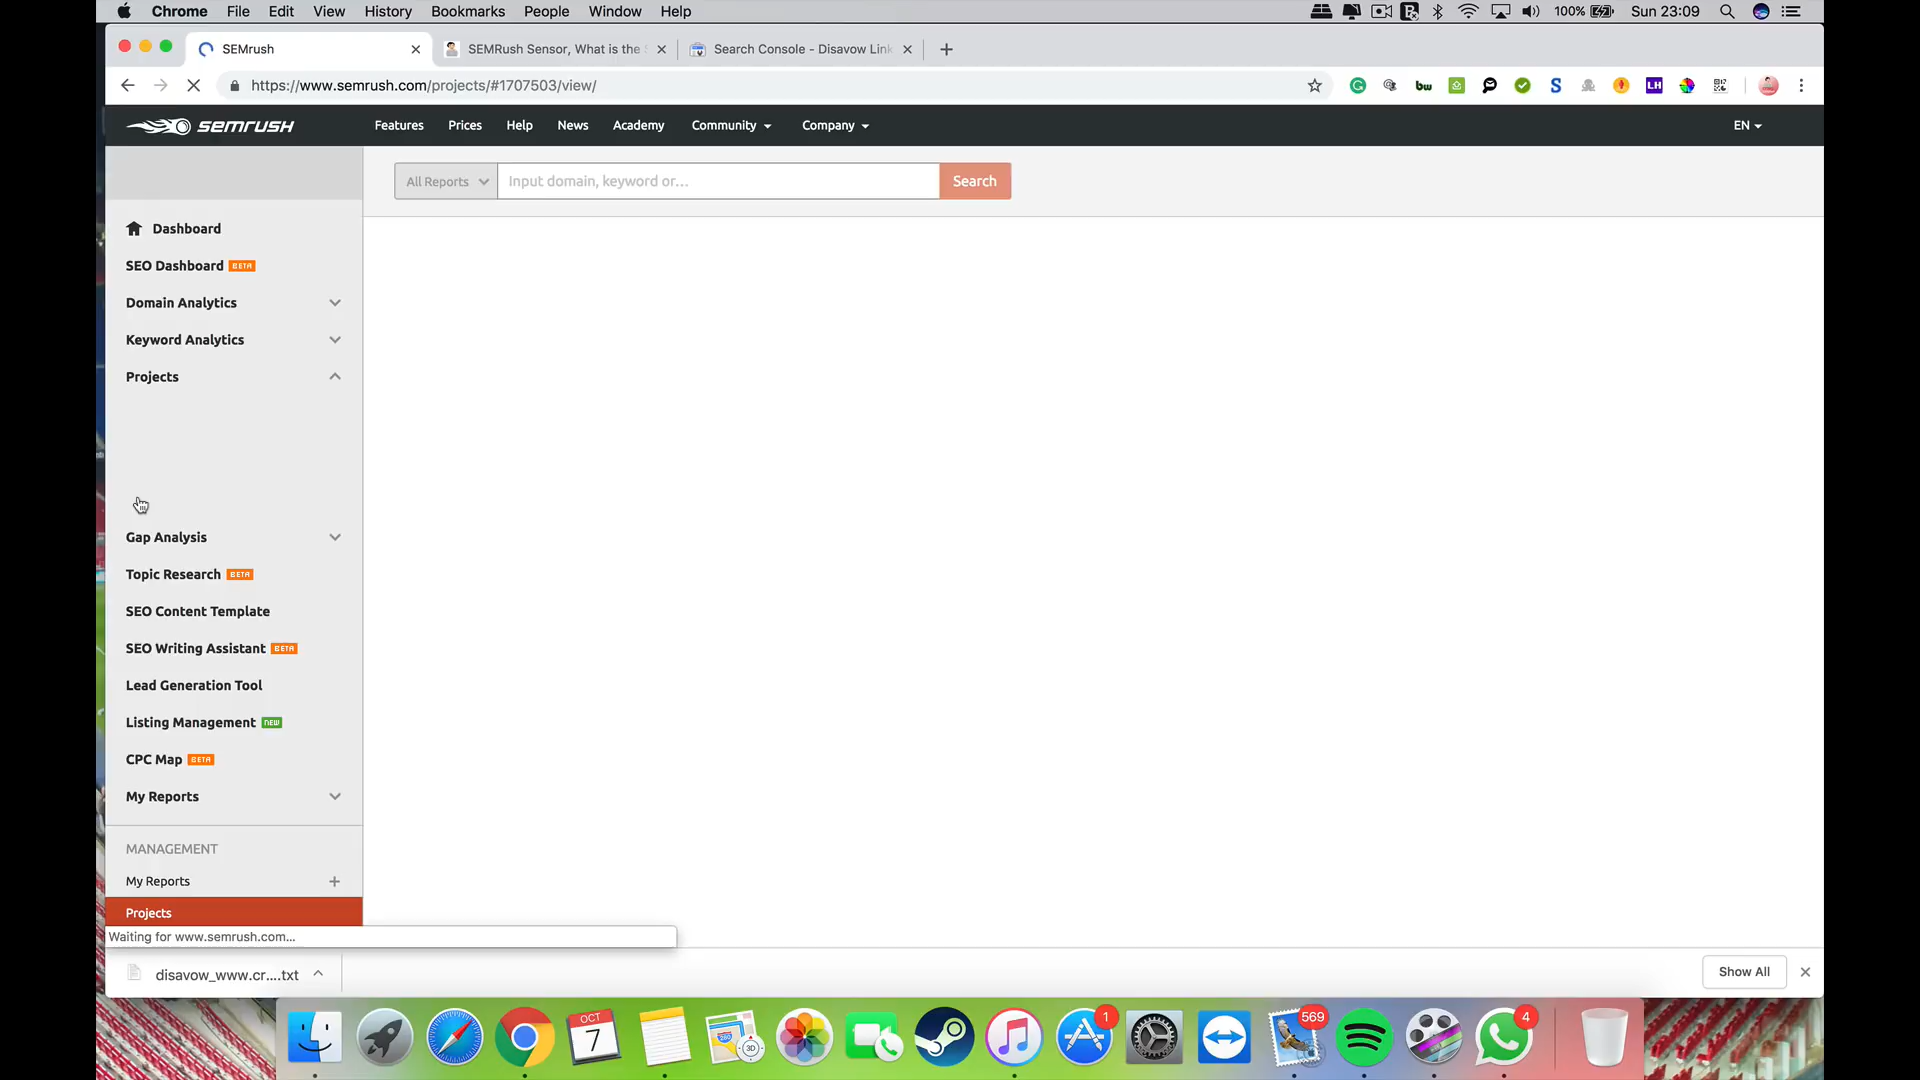 Chrome File Edit View History Bookmarks People Window Help 100% Sun 23:09
SEMrush SEMRush Sensor, What is the Search Console - Disavow Link
https://www.semrush.com/projects/#1707503/view/
SEMRUSH Features Prices Help News Academy Community Company EN
All Reports Input domain, keyword or... Search
Dashboard
SEO Dashboard BETA
Domain Analytics
Keyword Analytics
Projects
Gap Analysis
Topic Research BETA
SEO Content Template
SEO Writing Assistant BETA
Lead Generation Tool
Listing Management NEW
CPC Map BETA
My Reports
MANAGEMENT
My Reports +
Projects
Waiting for www.semrush.com...
disavow_www.cr....txt Show All
OCT
7
3D
1
569
4